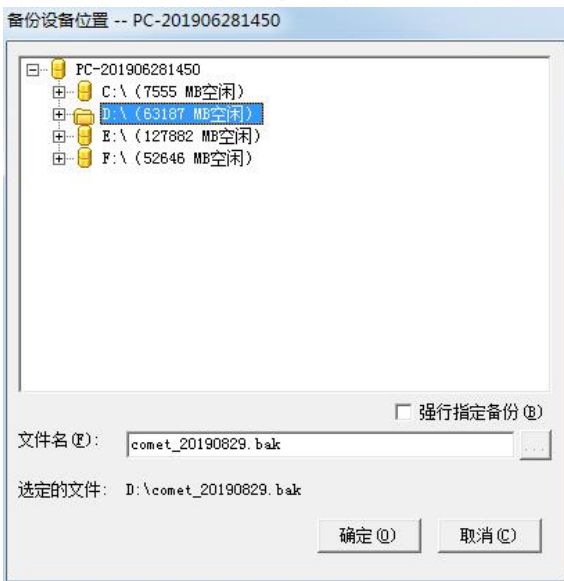 备份设备位置 -- PC-201906281450
PC-201906281450
C:\ (7555 MB空闲)
D:\ (63187 MB空闲)
E:\ (127882 MB空闲)
F:\ (52646 MB空闲)
强行指定备份(B)
文件名(F): comet_20190829.bak ...
选定的文件: D:\comet_20190829.bak
确定(O) 取消(C)